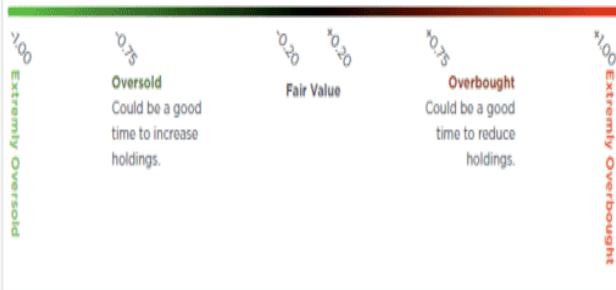 -1.00
-0.75
-0.20
+0.20
+0.75
+1.00
Extremly Oversold
Oversold
Could be a good
time to increase
holdings.
Fair Value
Overbought
Could be a good
time to reduce
holdings.
Extremly Overbought